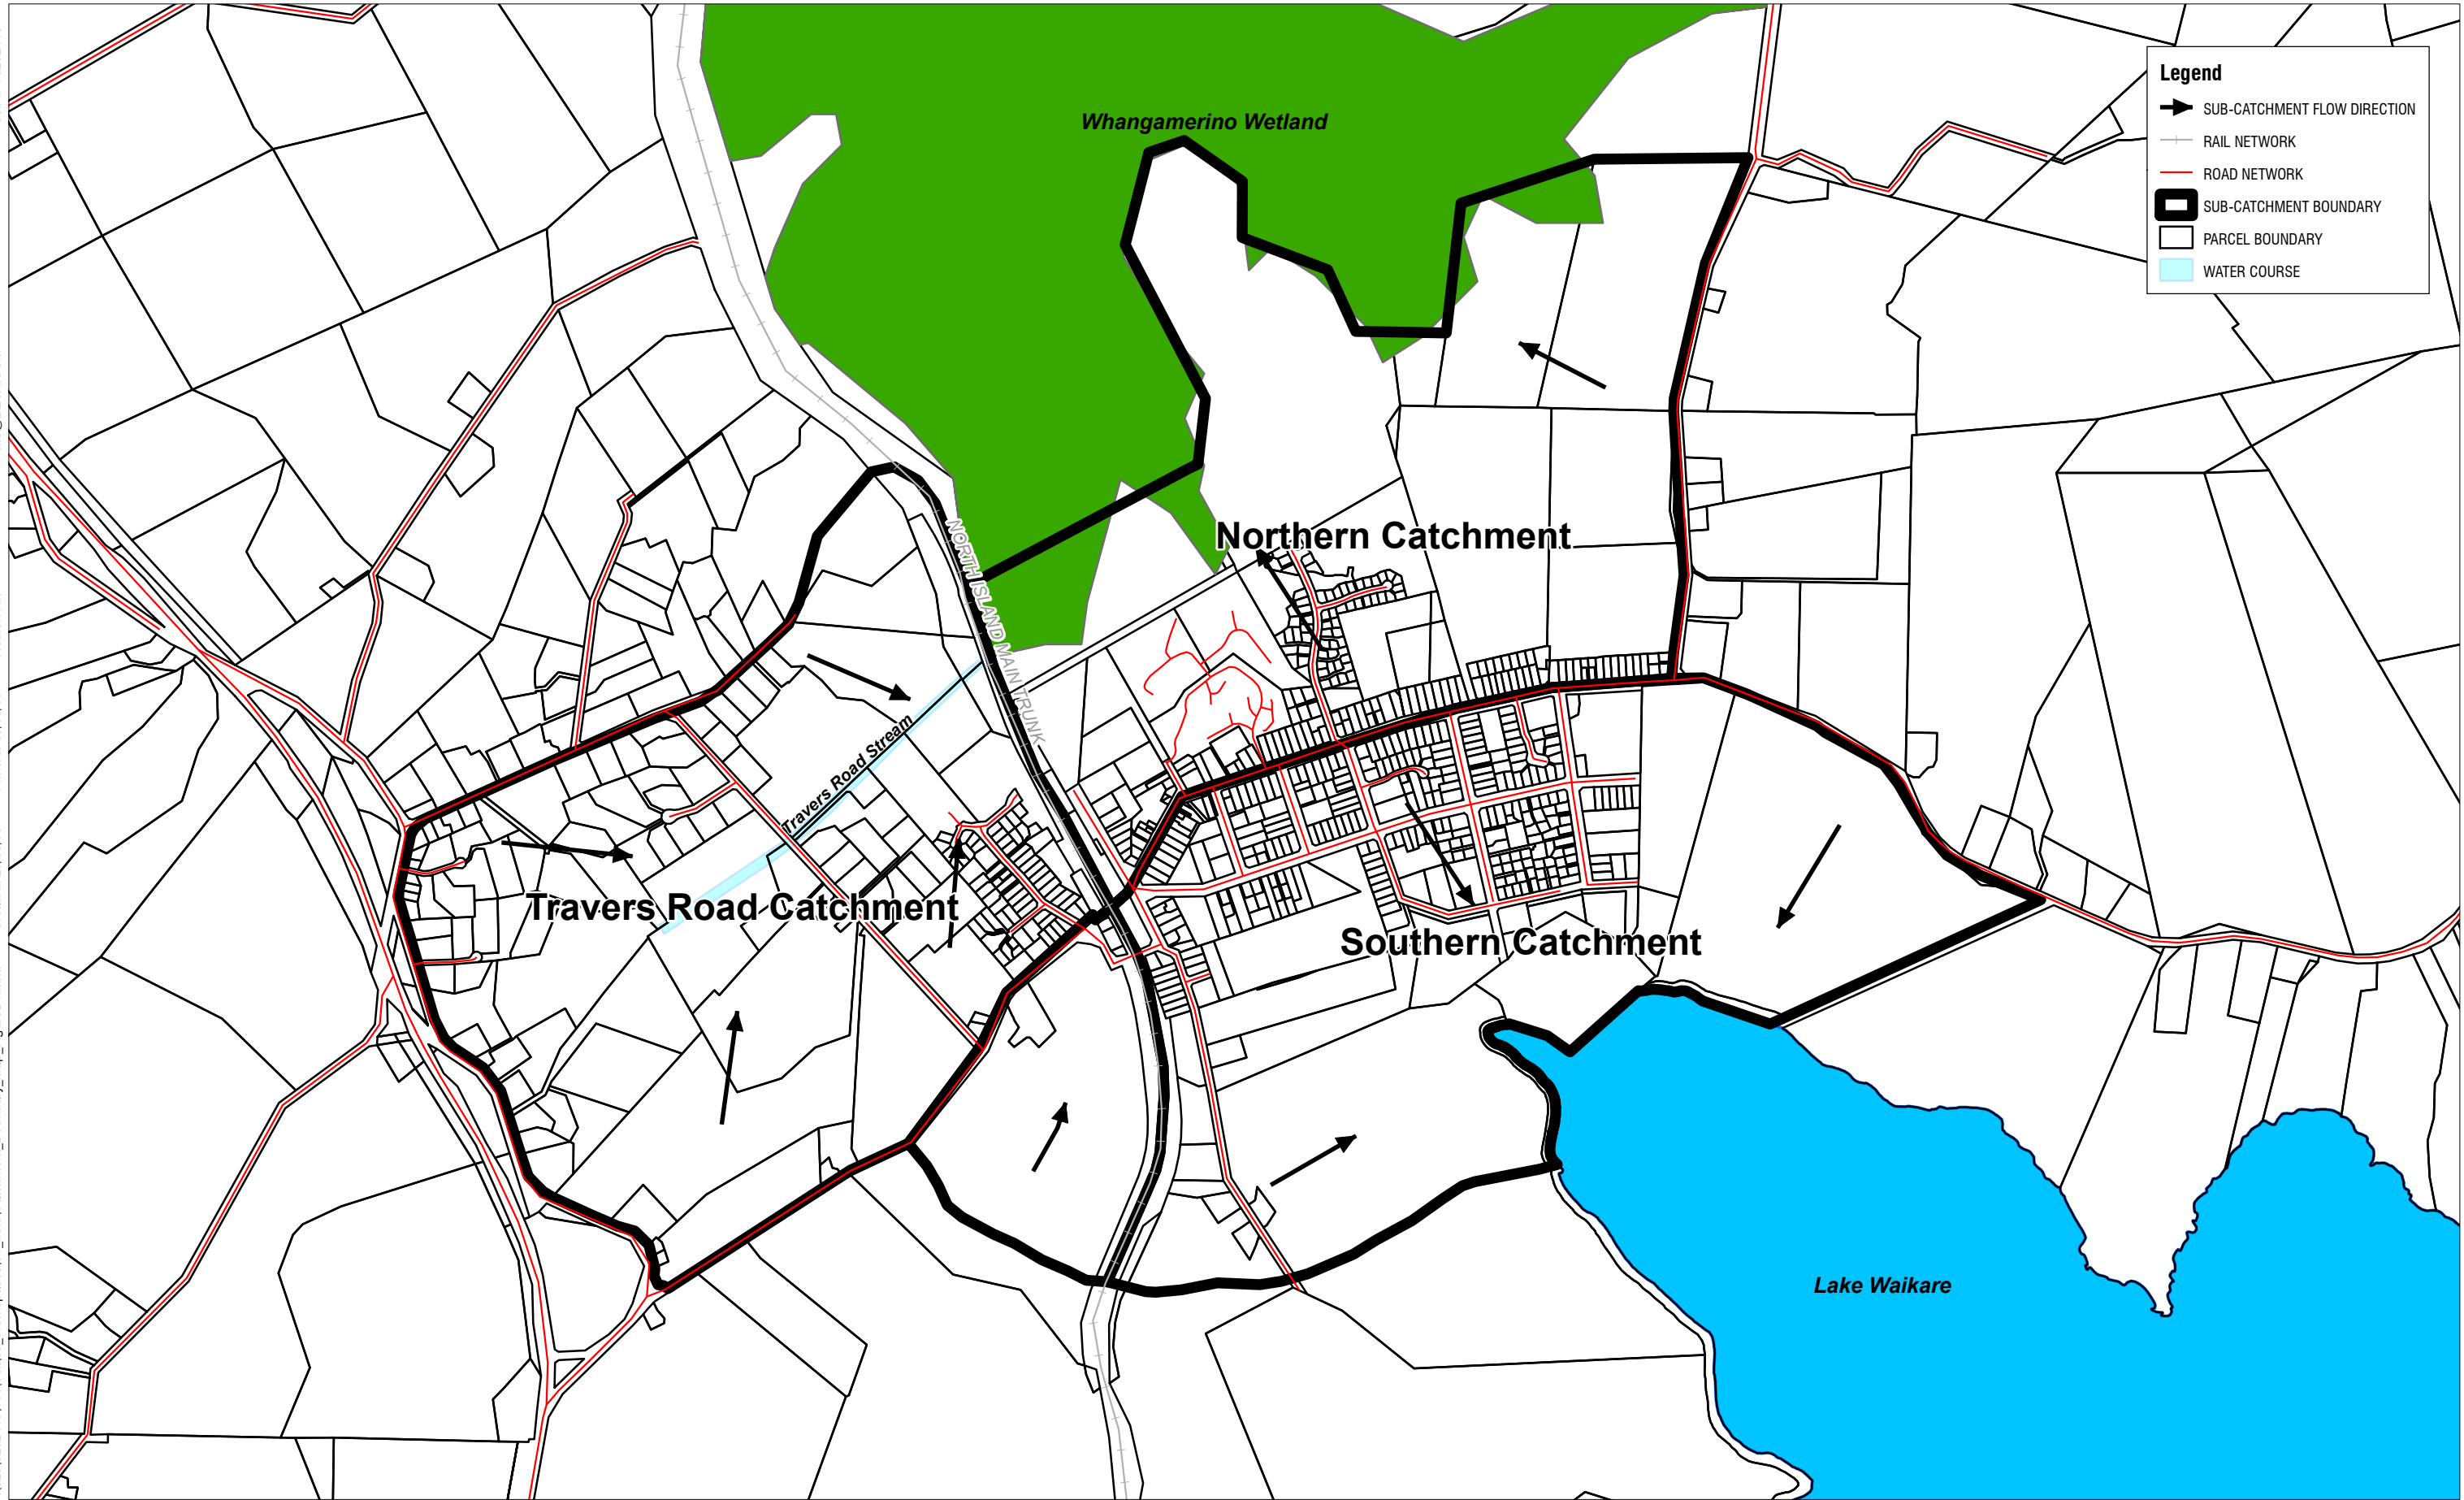 Whangamerino Wetland
Legend
SUB-CATCHMENT FLOW DIRECTION
RAIL NETWORK
ROAD NETWORK
SUB-CATCHMENT BOUNDARY
PARCEL BOUNDARY
WATER COURSE
Northern Catchment
NORTH ISLAND MAIN TRUNK
Travers Road Stream
Travers Road Catchment
Southern Catchment
Lake Waikare